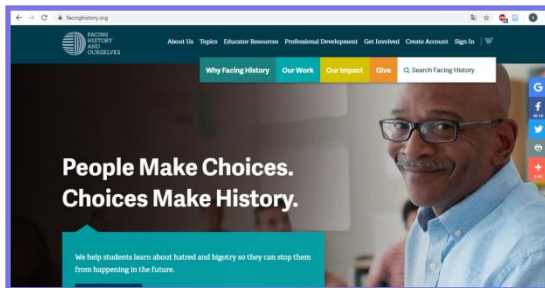 facinghistory.org
FACING
HISTORY
AND
OURSELVES
About Us Topics Educator Resources Professional Development Get Involved Create Account Sign In
Why Facing History Our Work Our Impact Give Search Facing History
People Make Choices.
Choices Make History.
We help students learn about hatred and bigotry so they can stop them
from happening in the future.